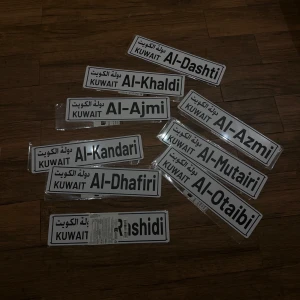 دولة الكويت
KUWAIT Al-Dashti
دولة الكويت
KUWAIT Al-Khaldi
دولة الكويت
KUWAIT Al-Ajmi
دولة الكويت
KUWAIT Al-Azmi
دولة الكويت
KUWAIT Al-Kandari
دولة الكويت
KUWAIT Al-Mutairi
دولة الكويت
KUWAIT Al-Dhafiri
دولة الكويت
KUWAIT Al-Otaibi
دولة الكويت
KUWAIT Rashidi